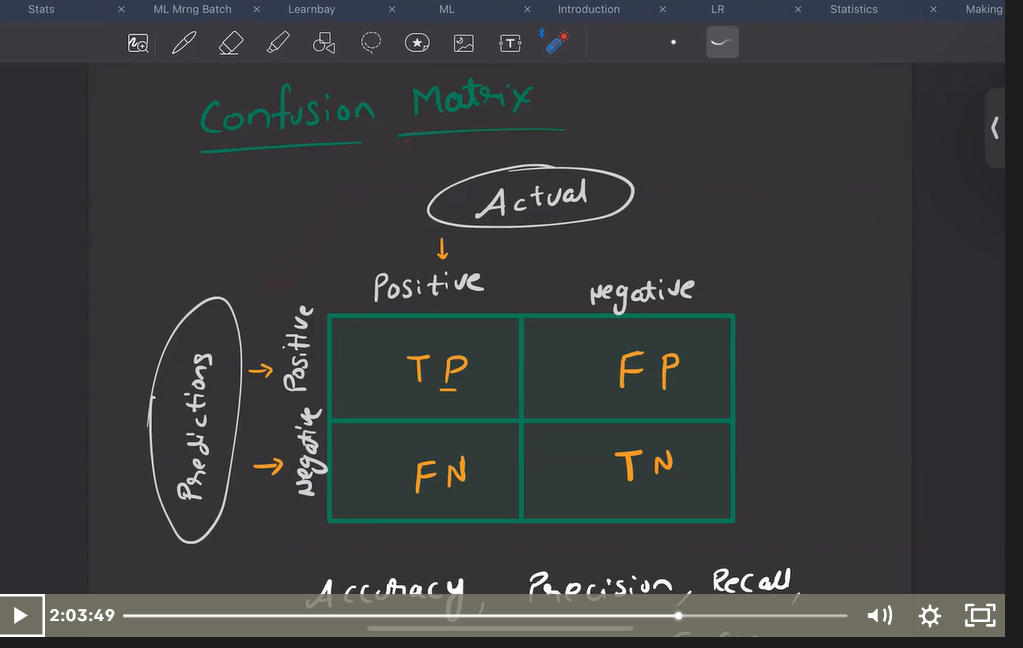 Stats ML Mrng Batch Learnbay ML Introduction LR Statistics Making
Confusion Matrix
Actual
Positive Negative
Predictions
Positive
TP FP
Negative
FN TN
Accuracy, Precision, Recall,
2:03:49